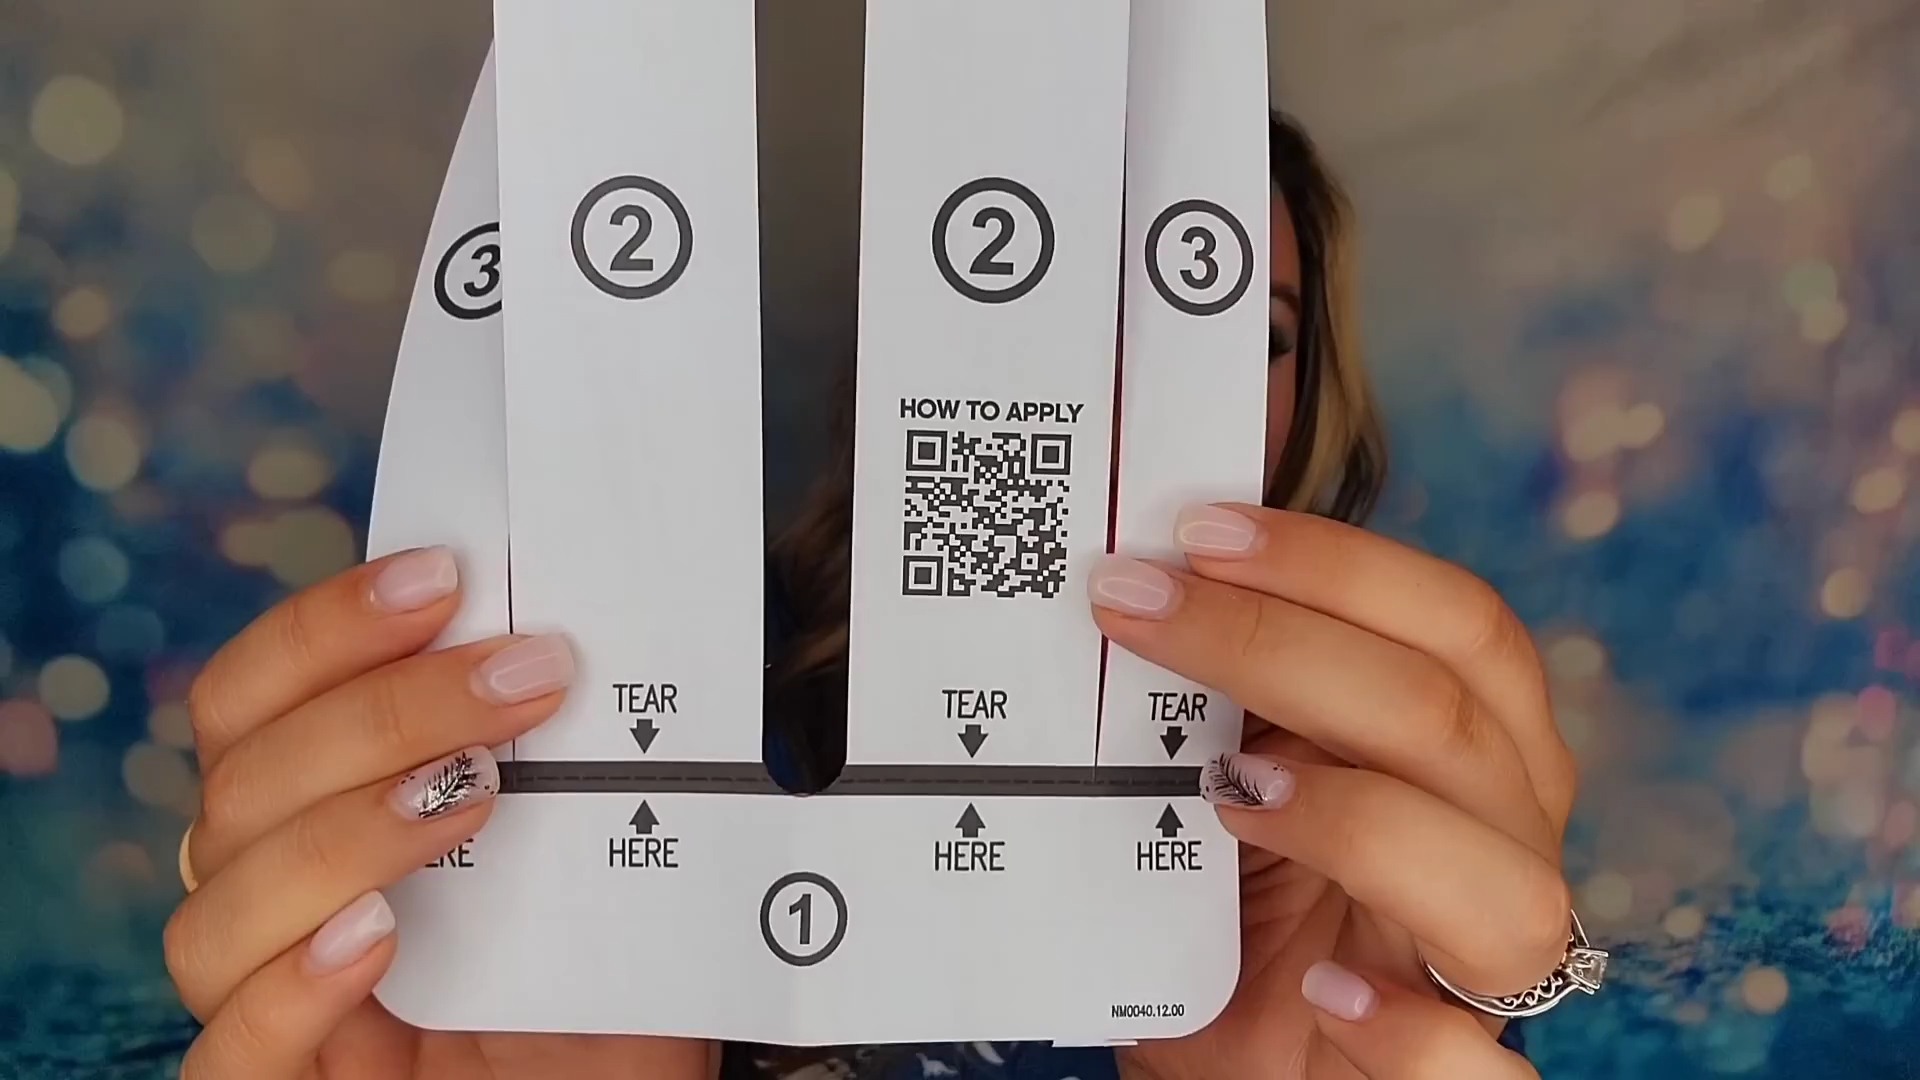 3 2 2 3
HOW TO APPLY
TEAR TEAR TEAR
HERE HERE HERE
1
NM0040.12.00